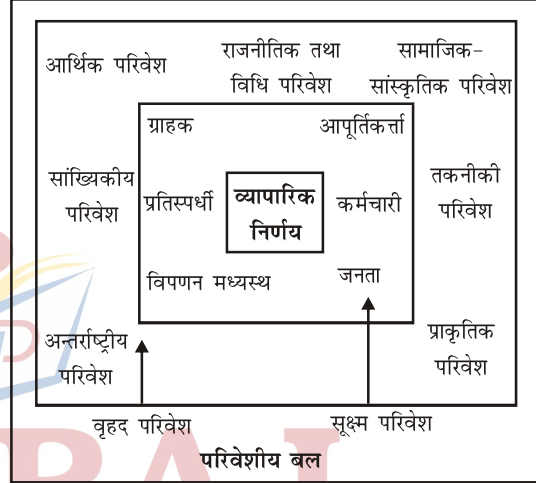 आर्थिक परिवेश
राजनीतिक तथा
विधि परिवेश
सामाजिक-
सांस्कृतिक परिवेश
ग्राहक
आपूर्तिकर्त्ता
सांख्यिकीय
परिवेश
प्रतिस्पर्धी
व्यापारिक
निर्णय
कर्मचारी
तकनीकी
परिवेश
विपणन मध्यस्थ
जनता
अन्तर्राष्ट्रीय
परिवेश
प्राकृतिक
परिवेश
वृहद परिवेश
सूक्ष्म परिवेश
परिवेशीय बल